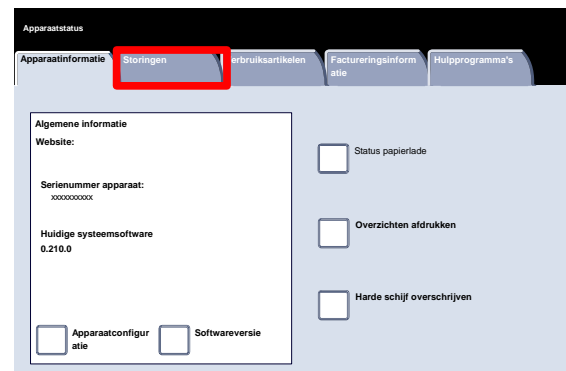 Apparaatstatus
Apparaatinformatie Storingen erbruiksartikelen Factureringsinform
atie Hulpprogramma's
Algemene informatie
Website:
Serienummer apparaat:
xxxxxxxxxx
Huidige systeemsoftware
0.210.0
Apparaatconfigur
atie
Softwareversie
Status papierlade
Overzichten afdrukken
Harde schijf overschrijven